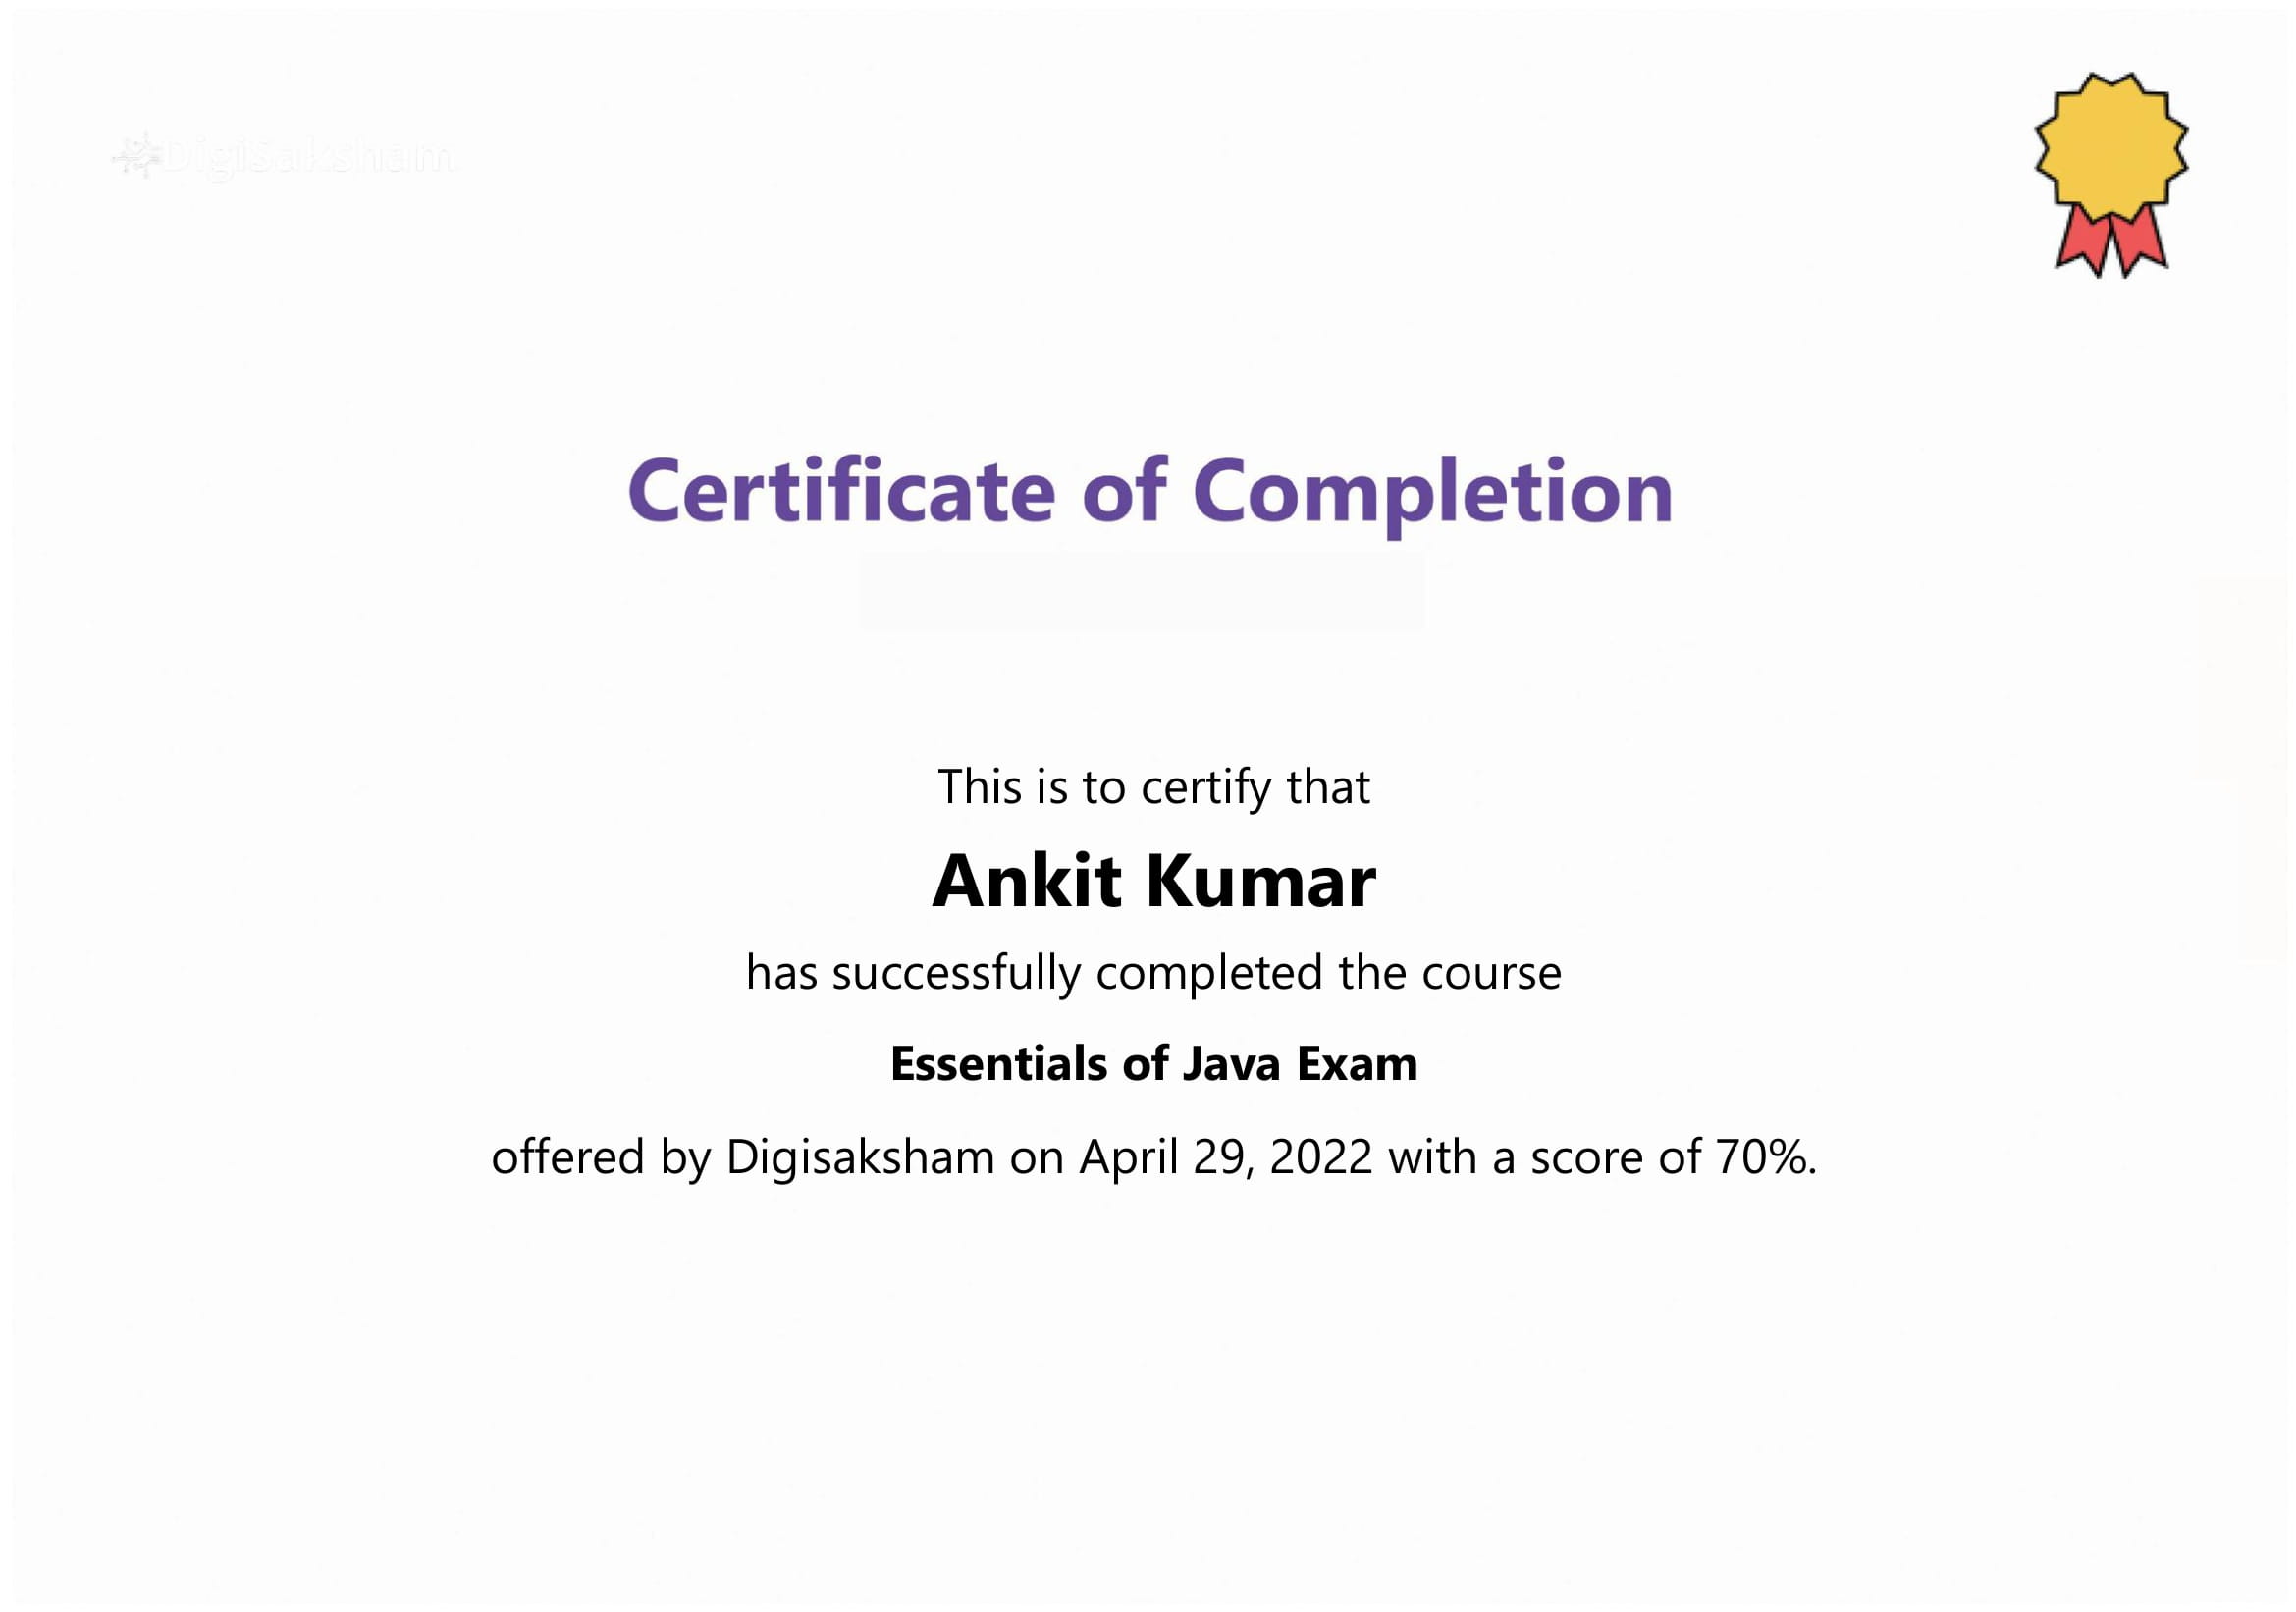 DigiSaksham
Certificate of Completion
This is to certify that
Ankit Kumar
has successfully completed the course
Essentials of Java Exam
offered by Digisaksham on April 29, 2022 with a score of 70%.